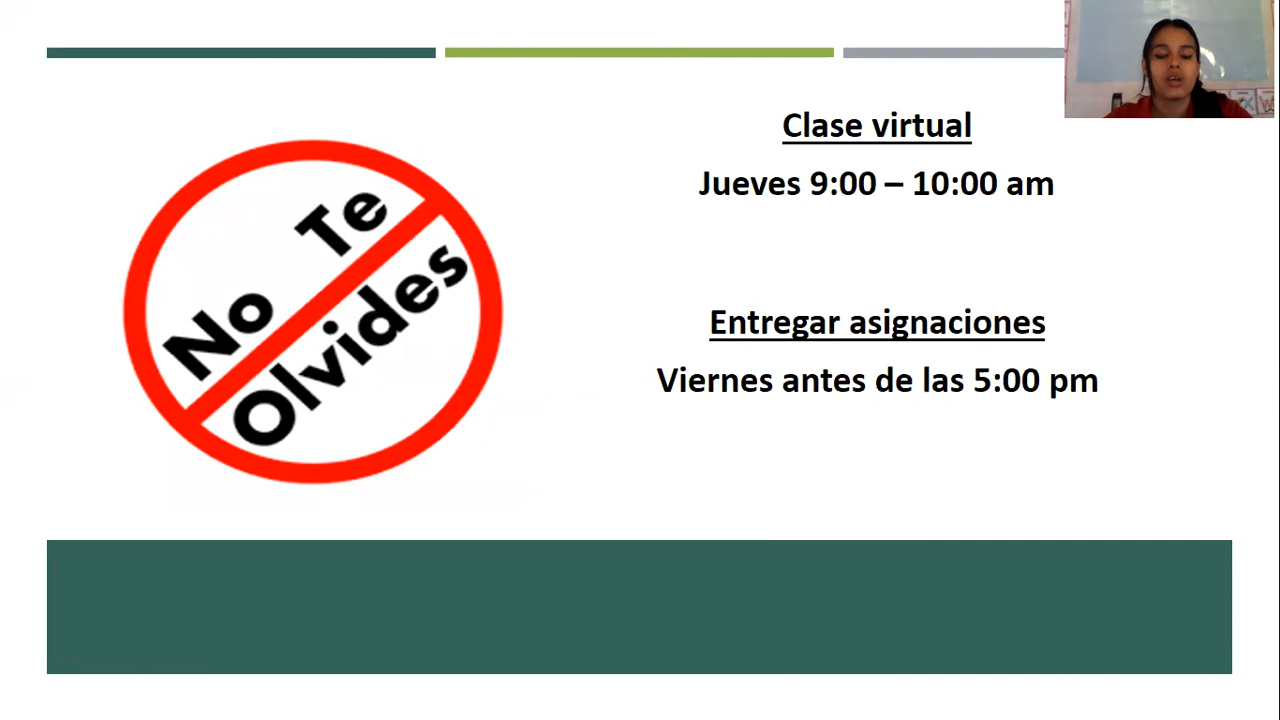 No Te
Olvides
Clase virtual
Jueves 9:00 – 10:00 am
Entregar asignaciones
Viernes antes de las 5:00 pm